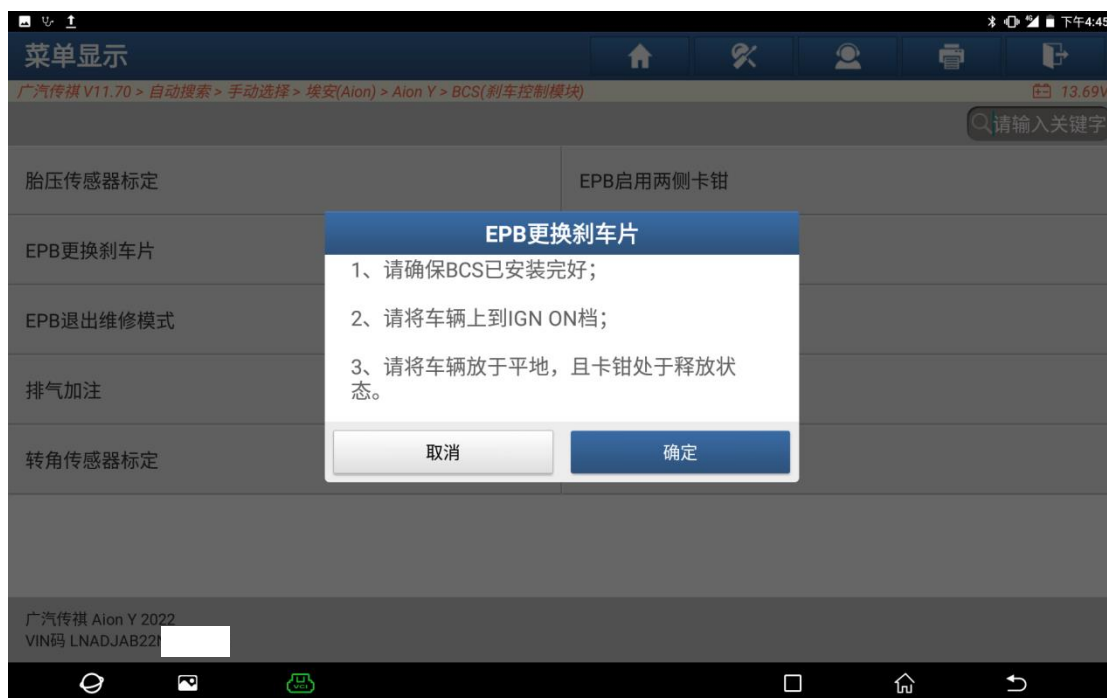 下午4:45
菜单显示
广汽传祺 V11.70 > 自动搜索 > 手动选择 > 埃安(Aion) > Aion Y > BCS(刹车控制模块)
13.69V
请输入关键字
胎压传感器标定
EPB启用两侧卡钳
EPB更换刹车片
EPB更换刹车片
1、请确保BCS已安装完好；
EPB退出维修模式
2、请将车辆上到IGN ON档；
3、请将车辆放于平地，且卡钳处于释放状
态。
排气加注
取消
确定
转角传感器标定
广汽传祺 Aion Y 2022
VIN码 LNADJAB22
VCI